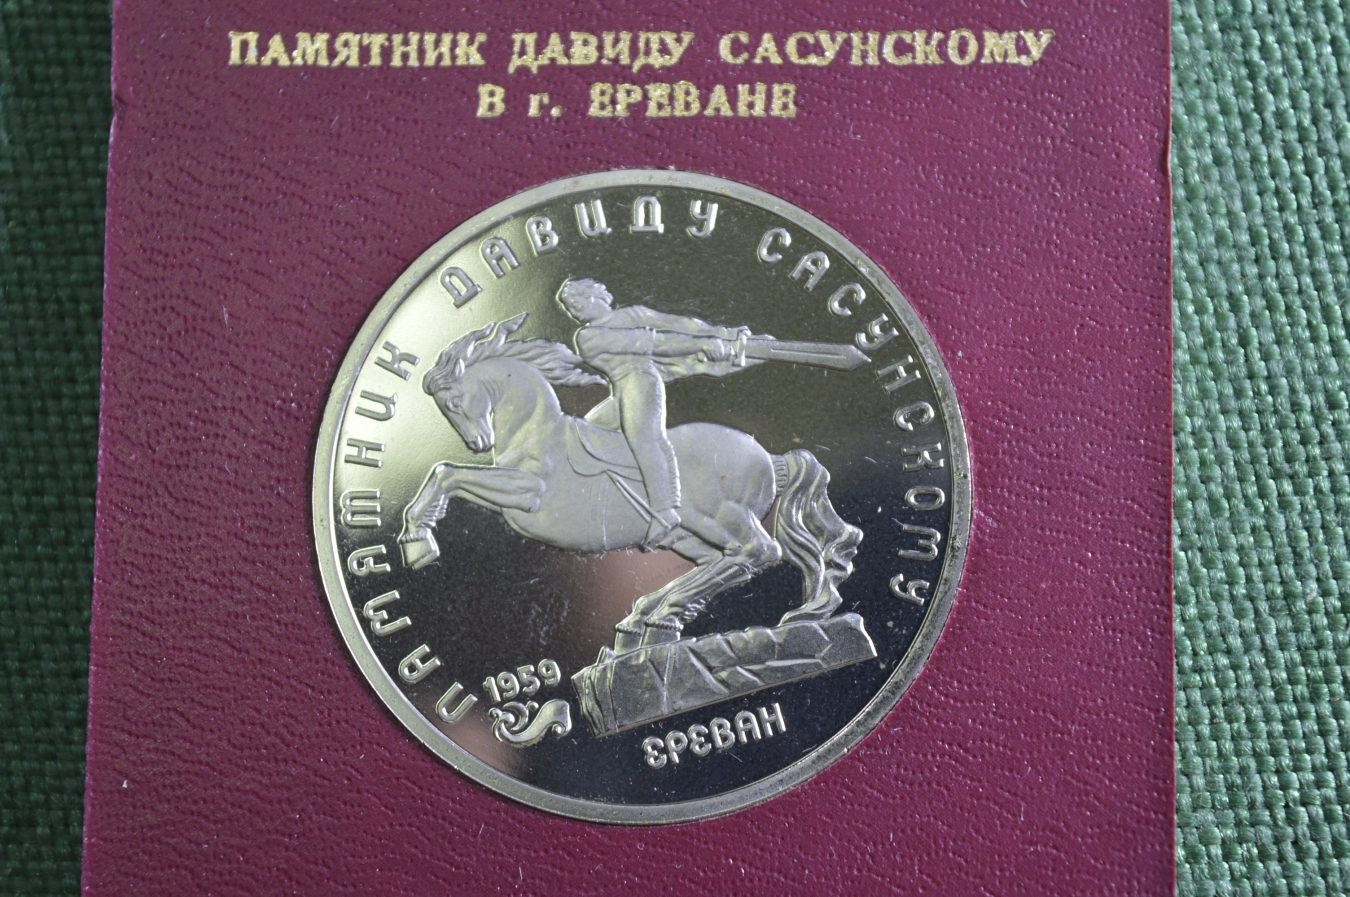 ПАМЯТНИК ДАВИДУ САСУНСКОМУ
В г. ЕРЕВАНЕ
ПАМЯТНИК ДАВИДУ САСУНСКОМУ
1959
ЕРЕВАН